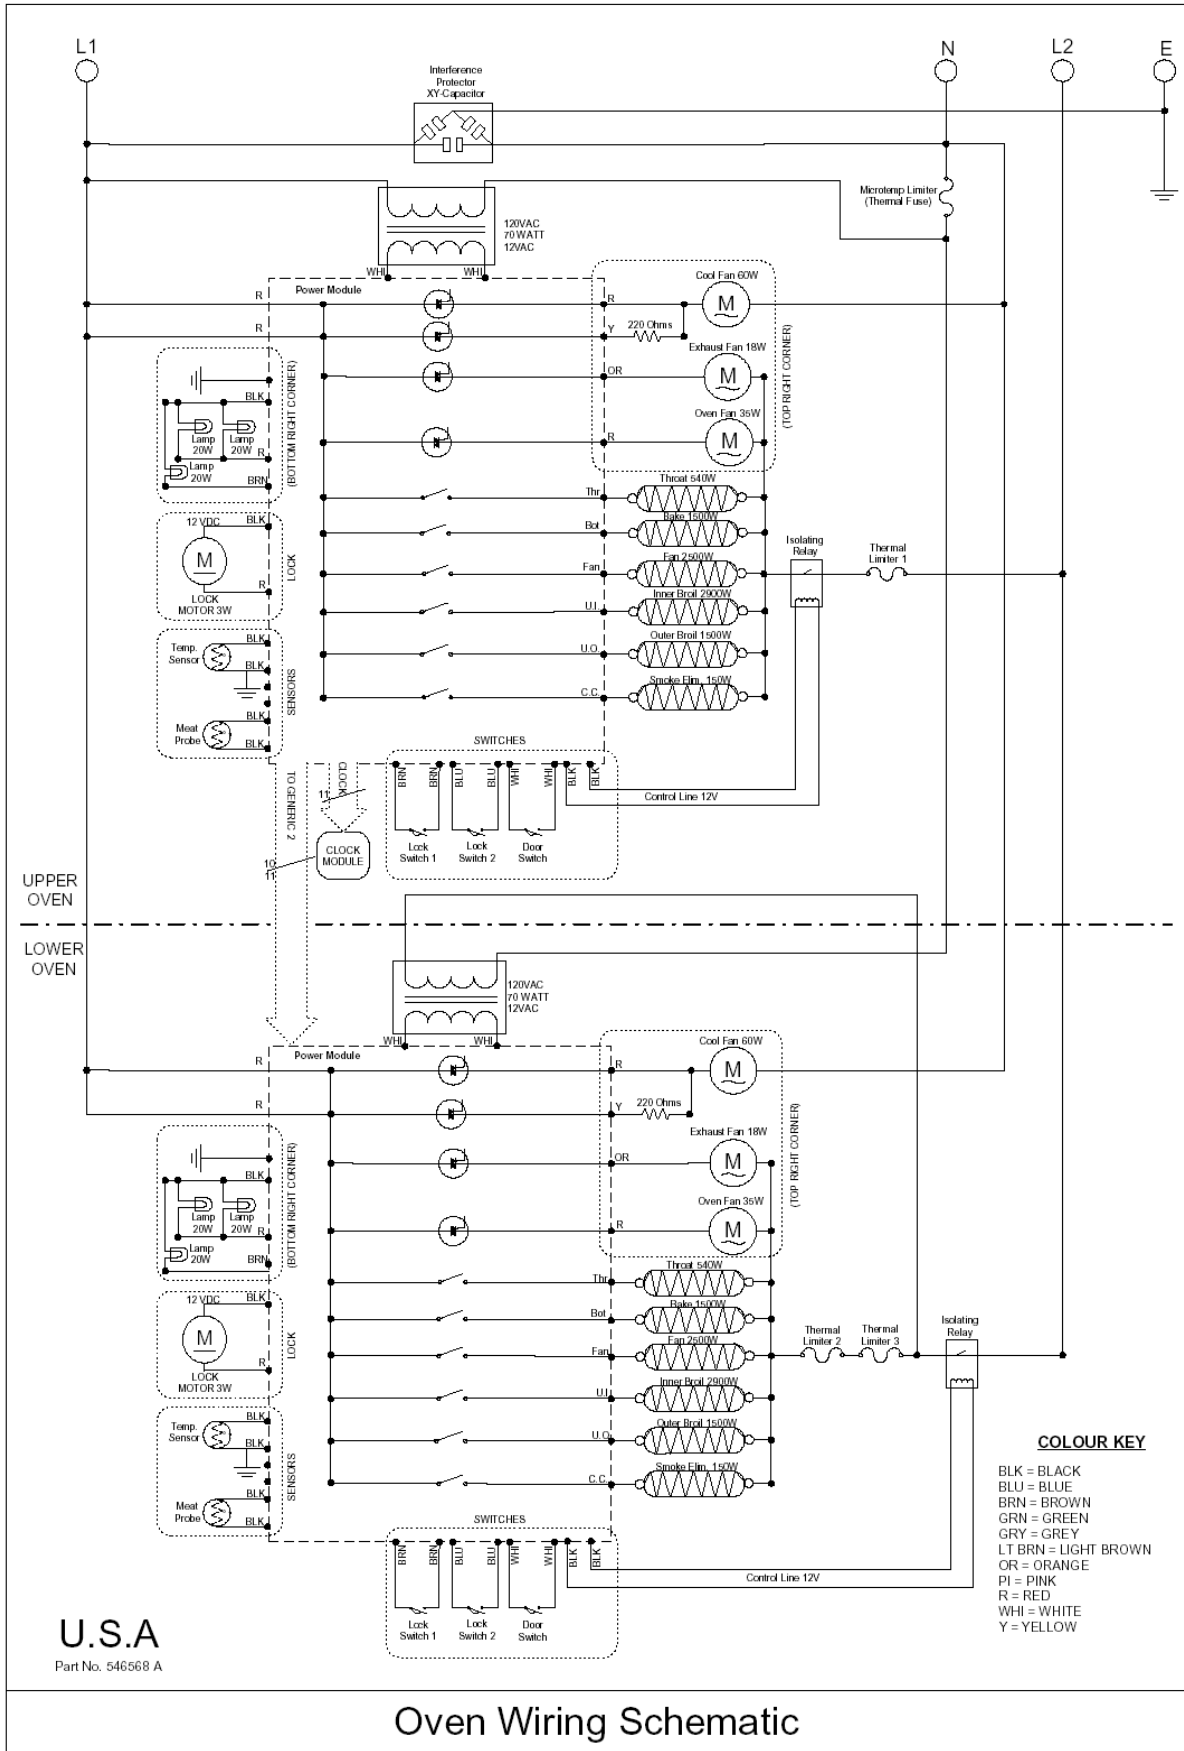 L1
N
L2
E
Interference
Protector
XY-Capacitor
Microtemp Limiter
(Thermal Fuse)
120VAC
70 WATT
12VAC
WHI
WHI
Power Module
R
R
R
Y
220 Ohms
Cool Fan 60W
Exhaust Fan 18W
OR
Oven Fan 35W
R
(TOP RIGHT CORNER)
BLK
Lamp
20W
Lamp
20W
R
Lamp
20W
BRN
(BOTTOM RIGHT CORNER)
Thr
Throat 540W
Bot
Bake 1500W
Fan
Fan 2500W
U.I.
Inner Broil 2900W
U.O.
Outer Broil 1500W
C.C.
Smoke Elim. 150W
Isolating
Relay
Thermal
Limiter 1
12 VDC
BLK
M
R
LOCK
MOTOR 3W
LOCK
Temp.
Sensor
BLK
BLK
Meat
Probe
BLK
BLK
SENSORS
M
M
M
SWITCHES
BRN
BRN
BLU
BLU
WHI
WHI
BLK
BLK
Control Line 12V
Lock
Switch 1
Lock
Switch 2
Door
Switch
TO GENERIC 2
CLOCK
11
CLOCK
MODULE
10
11
UPPER
OVEN
LOWER
OVEN
120VAC
70 WATT
12VAC
WHI
WHI
Power Module
R
R
R
Y
220 Ohms
Cool Fan 60W
M
Exhaust Fan 18W
OR
M
Oven Fan 35W
R
M
(TOP RIGHT CORNER)
BLK
Lamp
20W
Lamp
20W
R
Lamp
20W
BRN
(BOTTOM RIGHT CORNER)
Thr
Throat 540W
Bot
Bake 1500W
Fan
Fan 2500W
U.I.
Inner Broil 2900W
U.O.
Outer Broil 1500W
C.C.
Smoke Elim. 150W
Thermal
Limiter 2
Thermal
Limiter 3
Isolating
Relay
12 VDC
BLK
M
R
LOCK
MOTOR 3W
LOCK
Temp.
Sensor
BLK
BLK
Meat
Probe
BLK
BLK
SENSORS
SWITCHES
BRN
BRN
BLU
BLU
WHI
WHI
BLK
BLK
Control Line 12V
Lock
Switch 1
Lock
Switch 2
Door
Switch
COLOUR KEY
BLK = BLACK
BLU = BLUE
BRN = BROWN
GRN = GREEN
GRY = GREY
LT BRN = LIGHT BROWN
OR = ORANGE
PI = PINK
R = RED
WHI = WHITE
Y = YELLOW
U.S.A
Part No. 546568 A
Oven Wiring Schematic